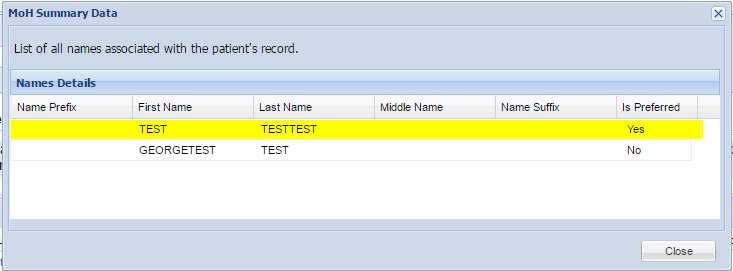 MoH Summary Data
List of all names associated with the patient's record.
Names Details
Name Prefix First Name Last Name Middle Name Name Suffix Is Preferred
TEST TESTTEST Yes
GEORGETEST TEST No
Close